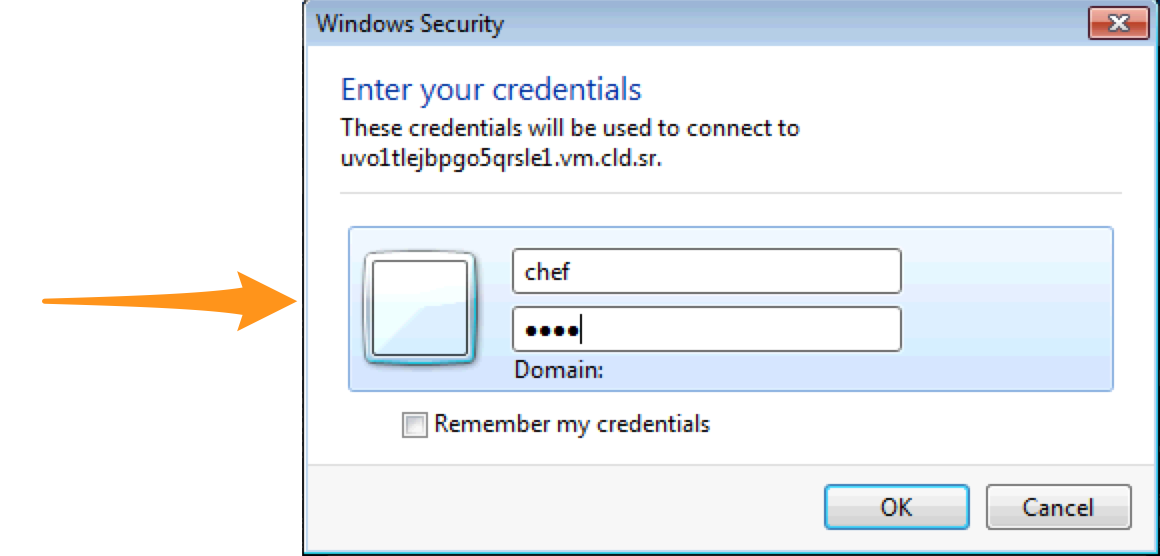 Windows Security
Enter your credentials
These credentials will be used to connect to
uvo1tlejbpgo5qrsle1.vm.cld.sr.
chef
••••
Domain:
Remember my credentials
OK Cancel